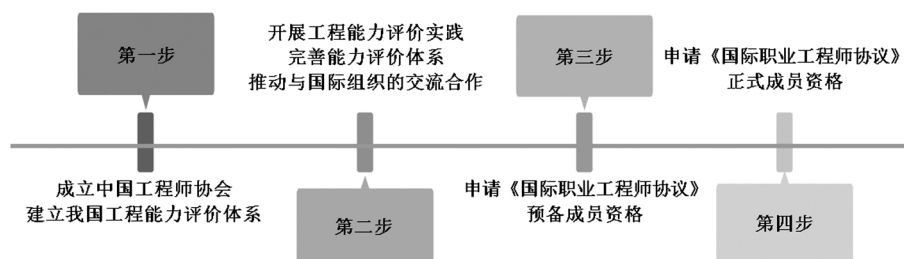 第一步
成立中国工程师协会
建立我国工程能力评价体系
开展工程能力评价实践
完善能力评价体系
推动与国际组织的交流合作
第二步
第三步
申请《国际职业工程师协议》
预备成员资格
申请《国际职业工程师协议》
正式成员资格
第四步